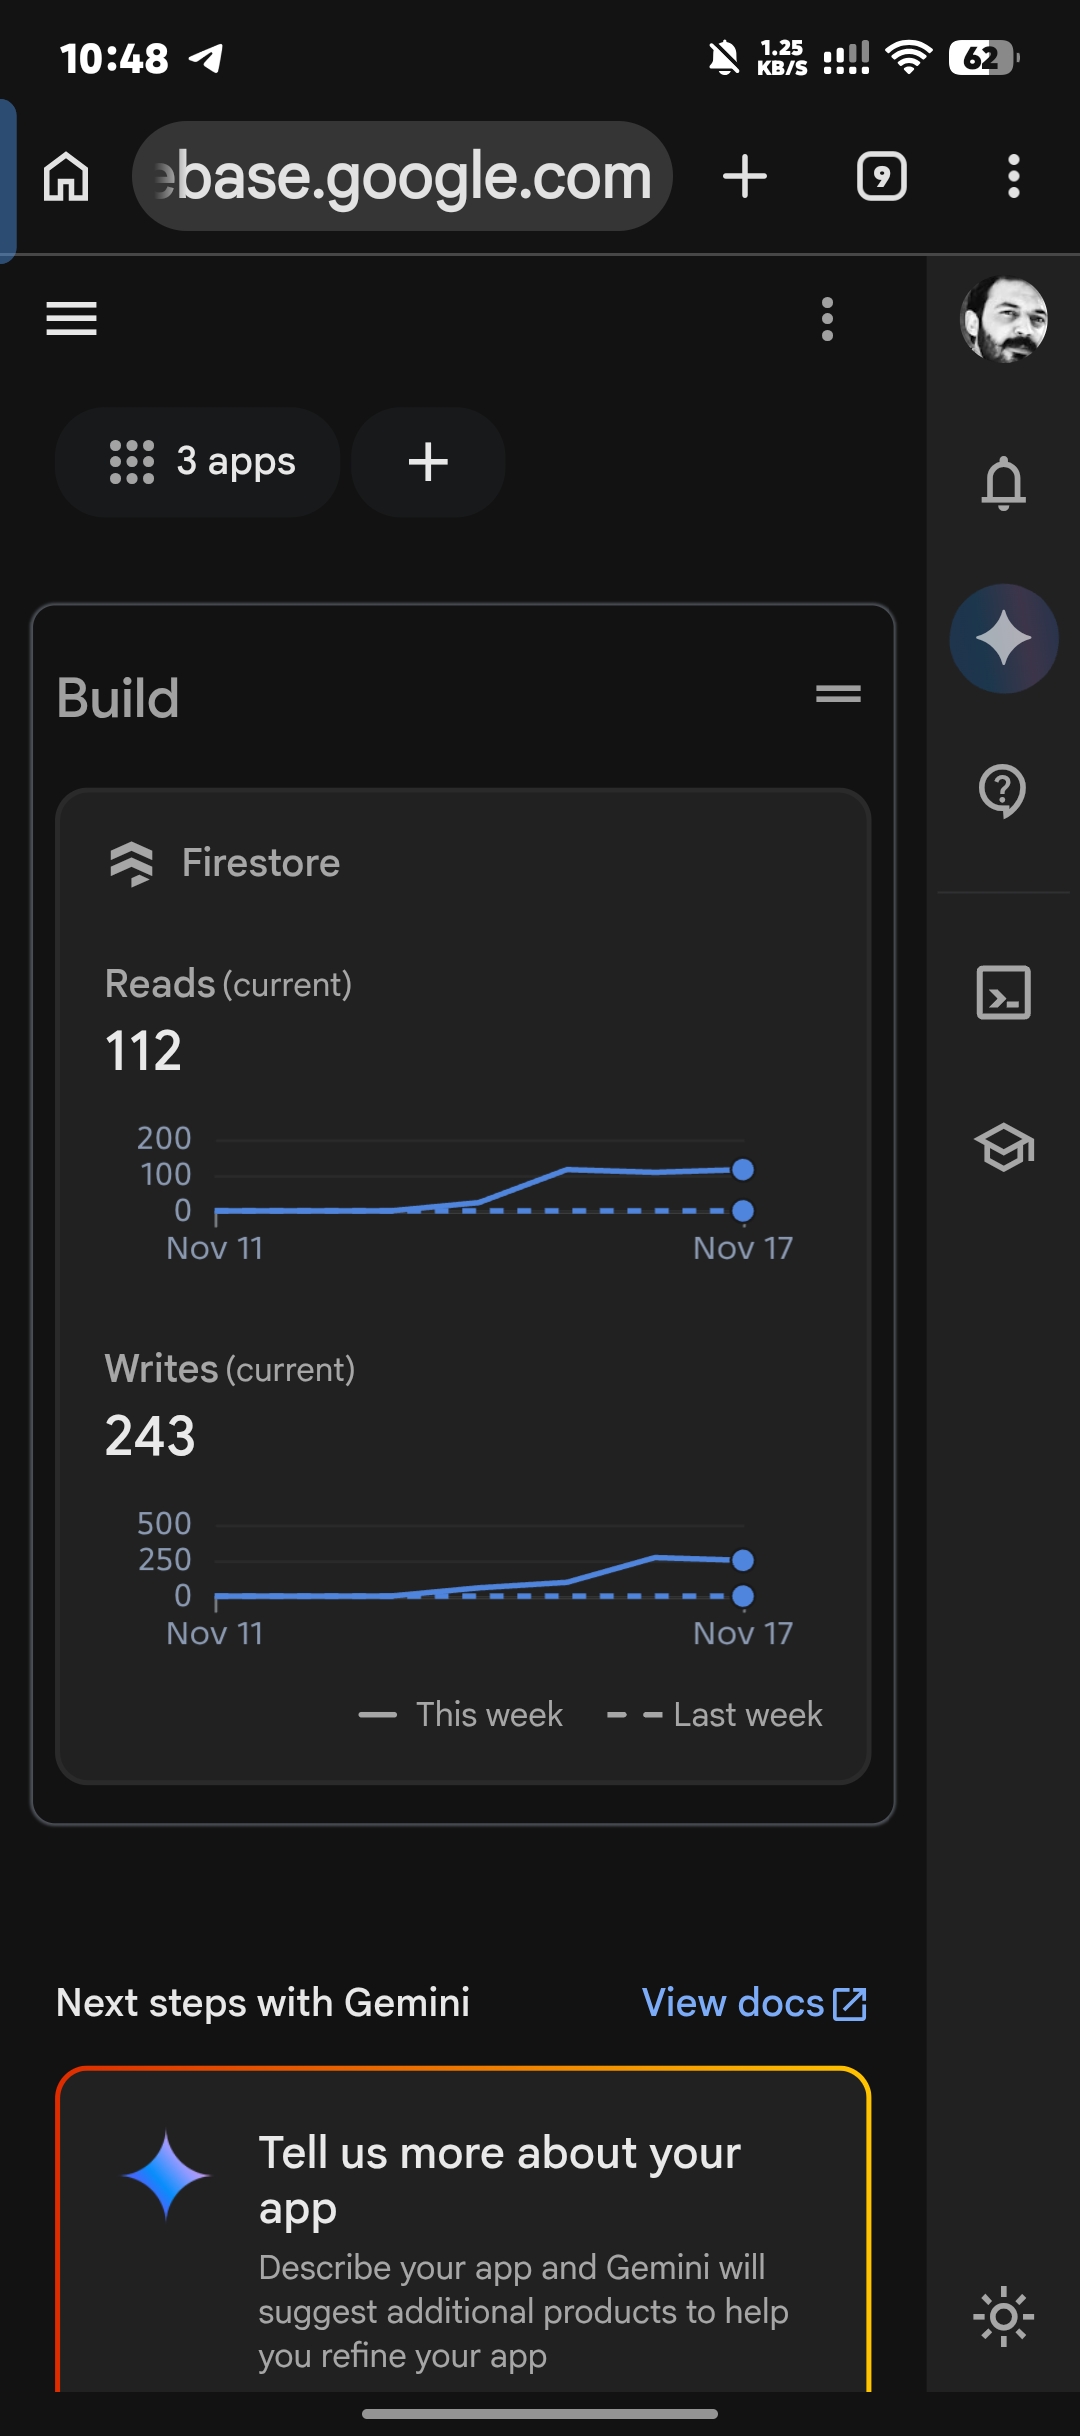 10:48
1.25
KB/S
62
ebase.google.com
9
3 apps
Build
Firestore
Reads (current)
112
200
100
0
Nov 11
Nov 17
Writes (current)
243
500
250
0
Nov 11
Nov 17
This week
Last week
Next steps with Gemini
View docs
Tell us more about your
app
Describe your app and Gemini will
suggest additional products to help
you refine your app